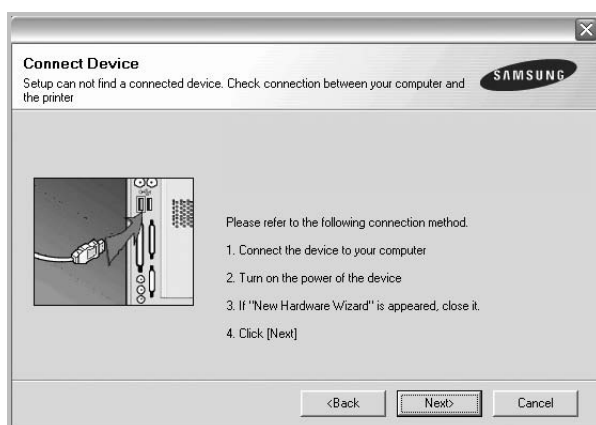 Connect Device
Setup can not find a connected device. Check connection between your computer and
the printer
SAMSUNG
Please refer to the following connection method.
1. Connect the device to your computer
2. Turn on the power of the device
3. If "New Hardware Wizard" is appeared, close it.
4. Click [Next]
<Back
Next>
Cancel